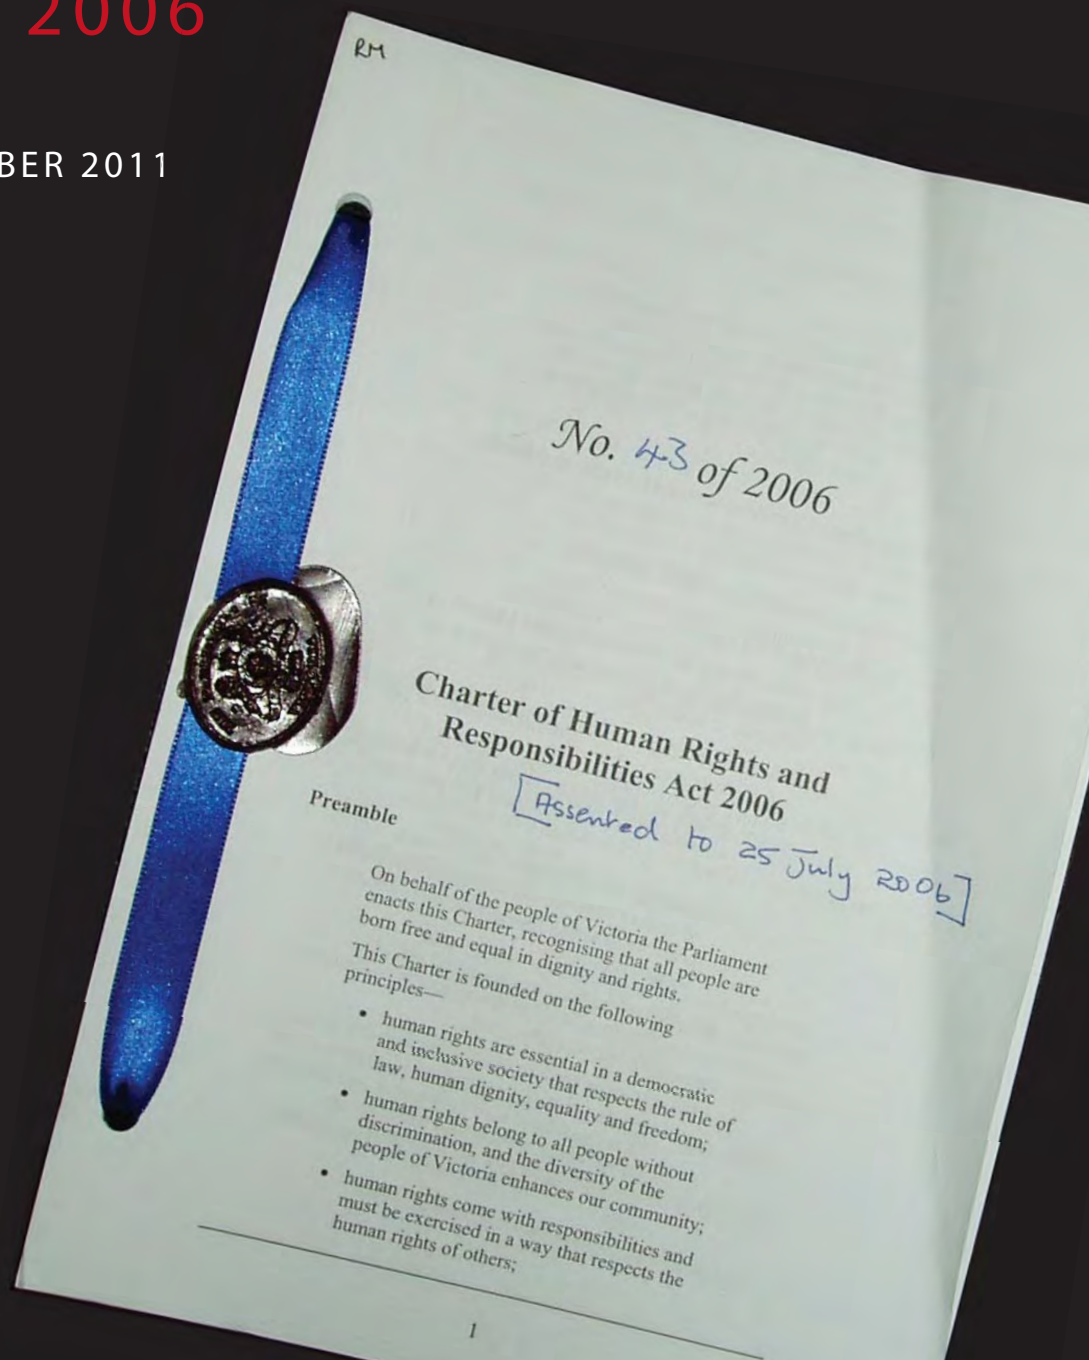 2006
BER 2011
RM
No. 43 of 2006
Charter of Human Rights and
Responsibilities Act 2006
[Assented to 25 July 2006]
Preamble
On behalf of the people of Victoria the Parliament
enacts this Charter, recognising that all people are
born free and equal in dignity and rights.
This Charter is founded on the following
principles—
• human rights are essential in a democratic
and inclusive society that respects the rule of
law, human dignity, equality and freedom;
• human rights belong to all people without
discrimination, and the diversity of the
people of Victoria enhances our community;
• human rights come with responsibilities and
must be exercised in a way that respects the
human rights of others;
1